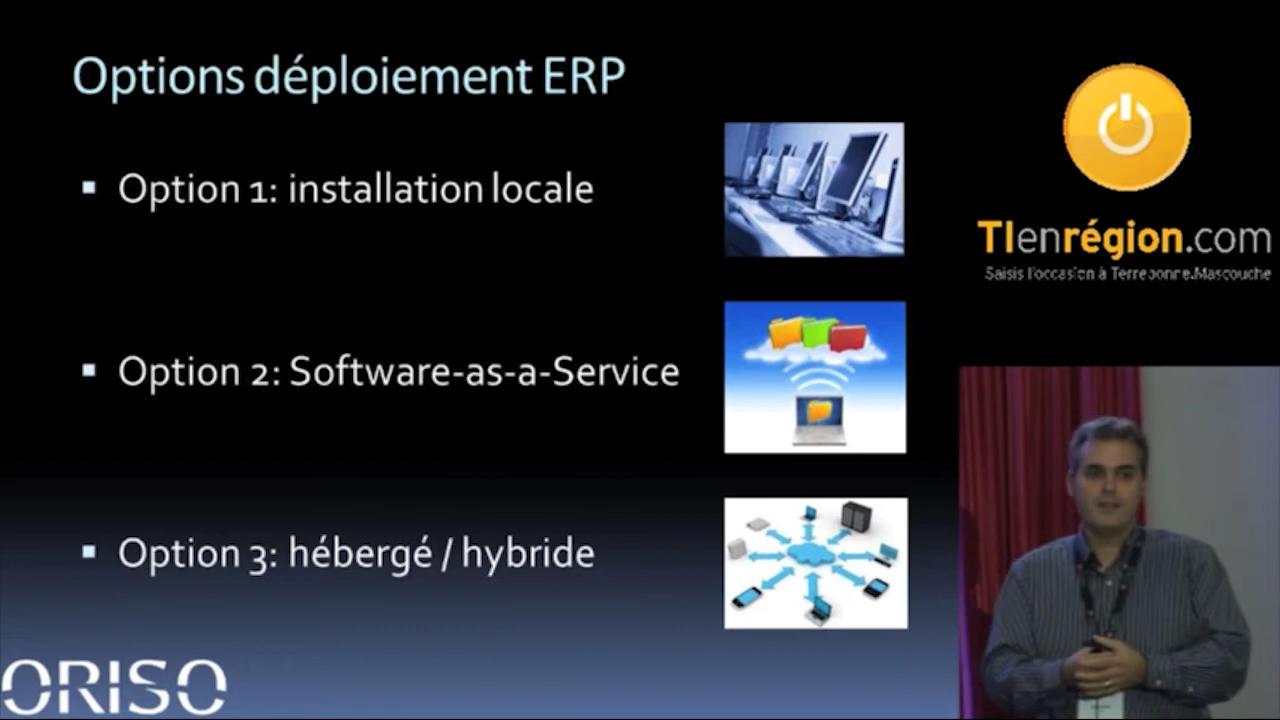 Options déploiement ERP
Option 1: installation locale
Option 2: Software-as-a-Service
Option 3: hébergé / hybride
TIenrégion.com
Saisis l'occasion à Terrebonne.Mascouche
ORISO